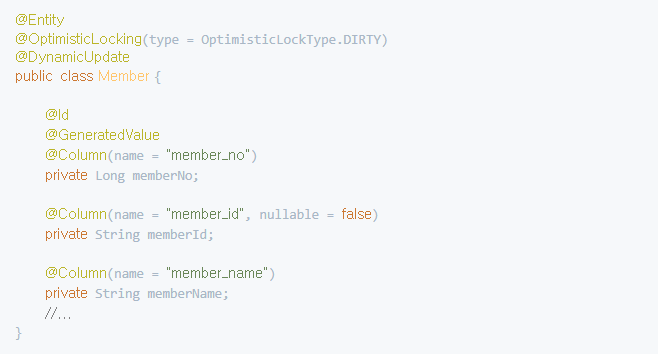 @Entity
@OptimisticLocking(type = OptimisticLockType.DIRTY)
@DynamicUpdate
public class Member {
@Id
@GeneratedValue
@Column(name = "member_no")
private Long memberNo;
@Column(name = "member_id", nullable = false)
private String memberId;
@Column(name = "member_name")
private String memberName;
//...
}